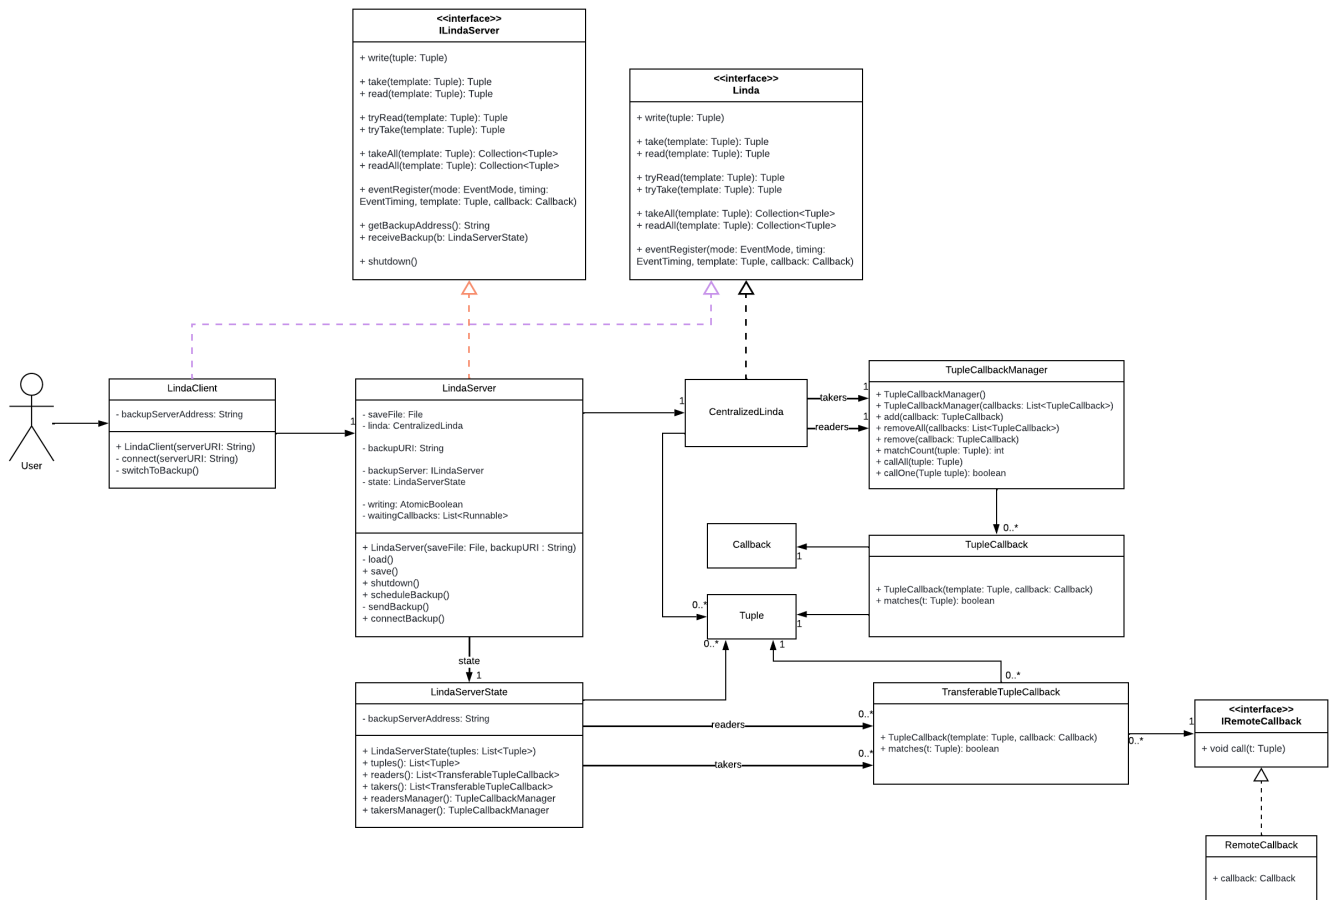 <<interface>>
ILindaServer
+ write(tuple: Tuple)
+ take(template: Tuple): Tuple
+ read(template: Tuple): Tuple
+ tryRead(template: Tuple): Tuple
+ tryTake(template: Tuple): Tuple
+ takeAll(template: Tuple): Collection<Tuple>
+ readAll(template: Tuple): Collection<Tuple>
+ eventRegister(mode: EventMode, timing:
EventTiming, template: Tuple, callback: Callback)
+ getBackupAddress(): String
+ receiveBackup(b: LindaServerState)
+ shutdown()
<<interface>>
Linda
+ write(tuple: Tuple)
+ take(template: Tuple): Tuple
+ read(template: Tuple): Tuple
+ tryRead(template: Tuple): Tuple
+ tryTake(template: Tuple): Tuple
+ takeAll(template: Tuple): Collection<Tuple>
+ readAll(template: Tuple): Collection<Tuple>
+ eventRegister(mode: EventMode, timing:
EventTiming, template: Tuple, callback: Callback)
User
LindaClient
- backupServerAddress: String
+ LindaClient(serverURI: String)
- connect(serverURI: String)
- switchToBackup()
1
LindaServer
- saveFile: File
- linda: CentralizedLinda
- backupURI: String
- backupServer: ILindaServer
- state: LindaServerState
- writing: AtomicBoolean
- waitingCallbacks: List<Runnable>
+ LindaServer(saveFile: File, backupURI : String)
- load()
+ save()
+ shutdown()
+ scheduleBackup()
- sendBackup()
+ connectBackup()
1
CentralizedLinda
takers
1
readers
1
TupleCallbackManager
+ TupleCallbackManager()
+ TupleCallbackManager(callbacks: List<TupleCallback>)
+ add(callback: TupleCallback)
+ removeAll(callbacks: List<TupleCallback>)
+ remove(callback: TupleCallback)
+ matchCount(tuple: Tuple): int
+ callAll(tuple: Tuple)
+ callOne(Tuple tuple): boolean
0..*
Callback
1
TupleCallback
+ TupleCallback(template: Tuple, callback: Callback)
+ matches(t: Tuple): boolean
0..*
Tuple
1
0..*
1
state
1
LindaServerState
- backupServerAddress: String
+ LindaServerState(tuples: List<Tuple>)
+ tuples(): List<Tuple>
+ readers(): List<TransferableTupleCallback>
+ takers(): List<TransferableTupleCallback>
+ readersManager(): TupleCallbackManager
+ takersManager(): TupleCallbackManager
readers
0..*
takers
0..*
0..*
TransferableTupleCallback
+ TupleCallback(template: Tuple, callback: Callback)
+ matches(t: Tuple): boolean
0..*
1
<<interface>>
IRemoteCallback
+ void call(t: Tuple)
RemoteCallback
+ callback: Callback